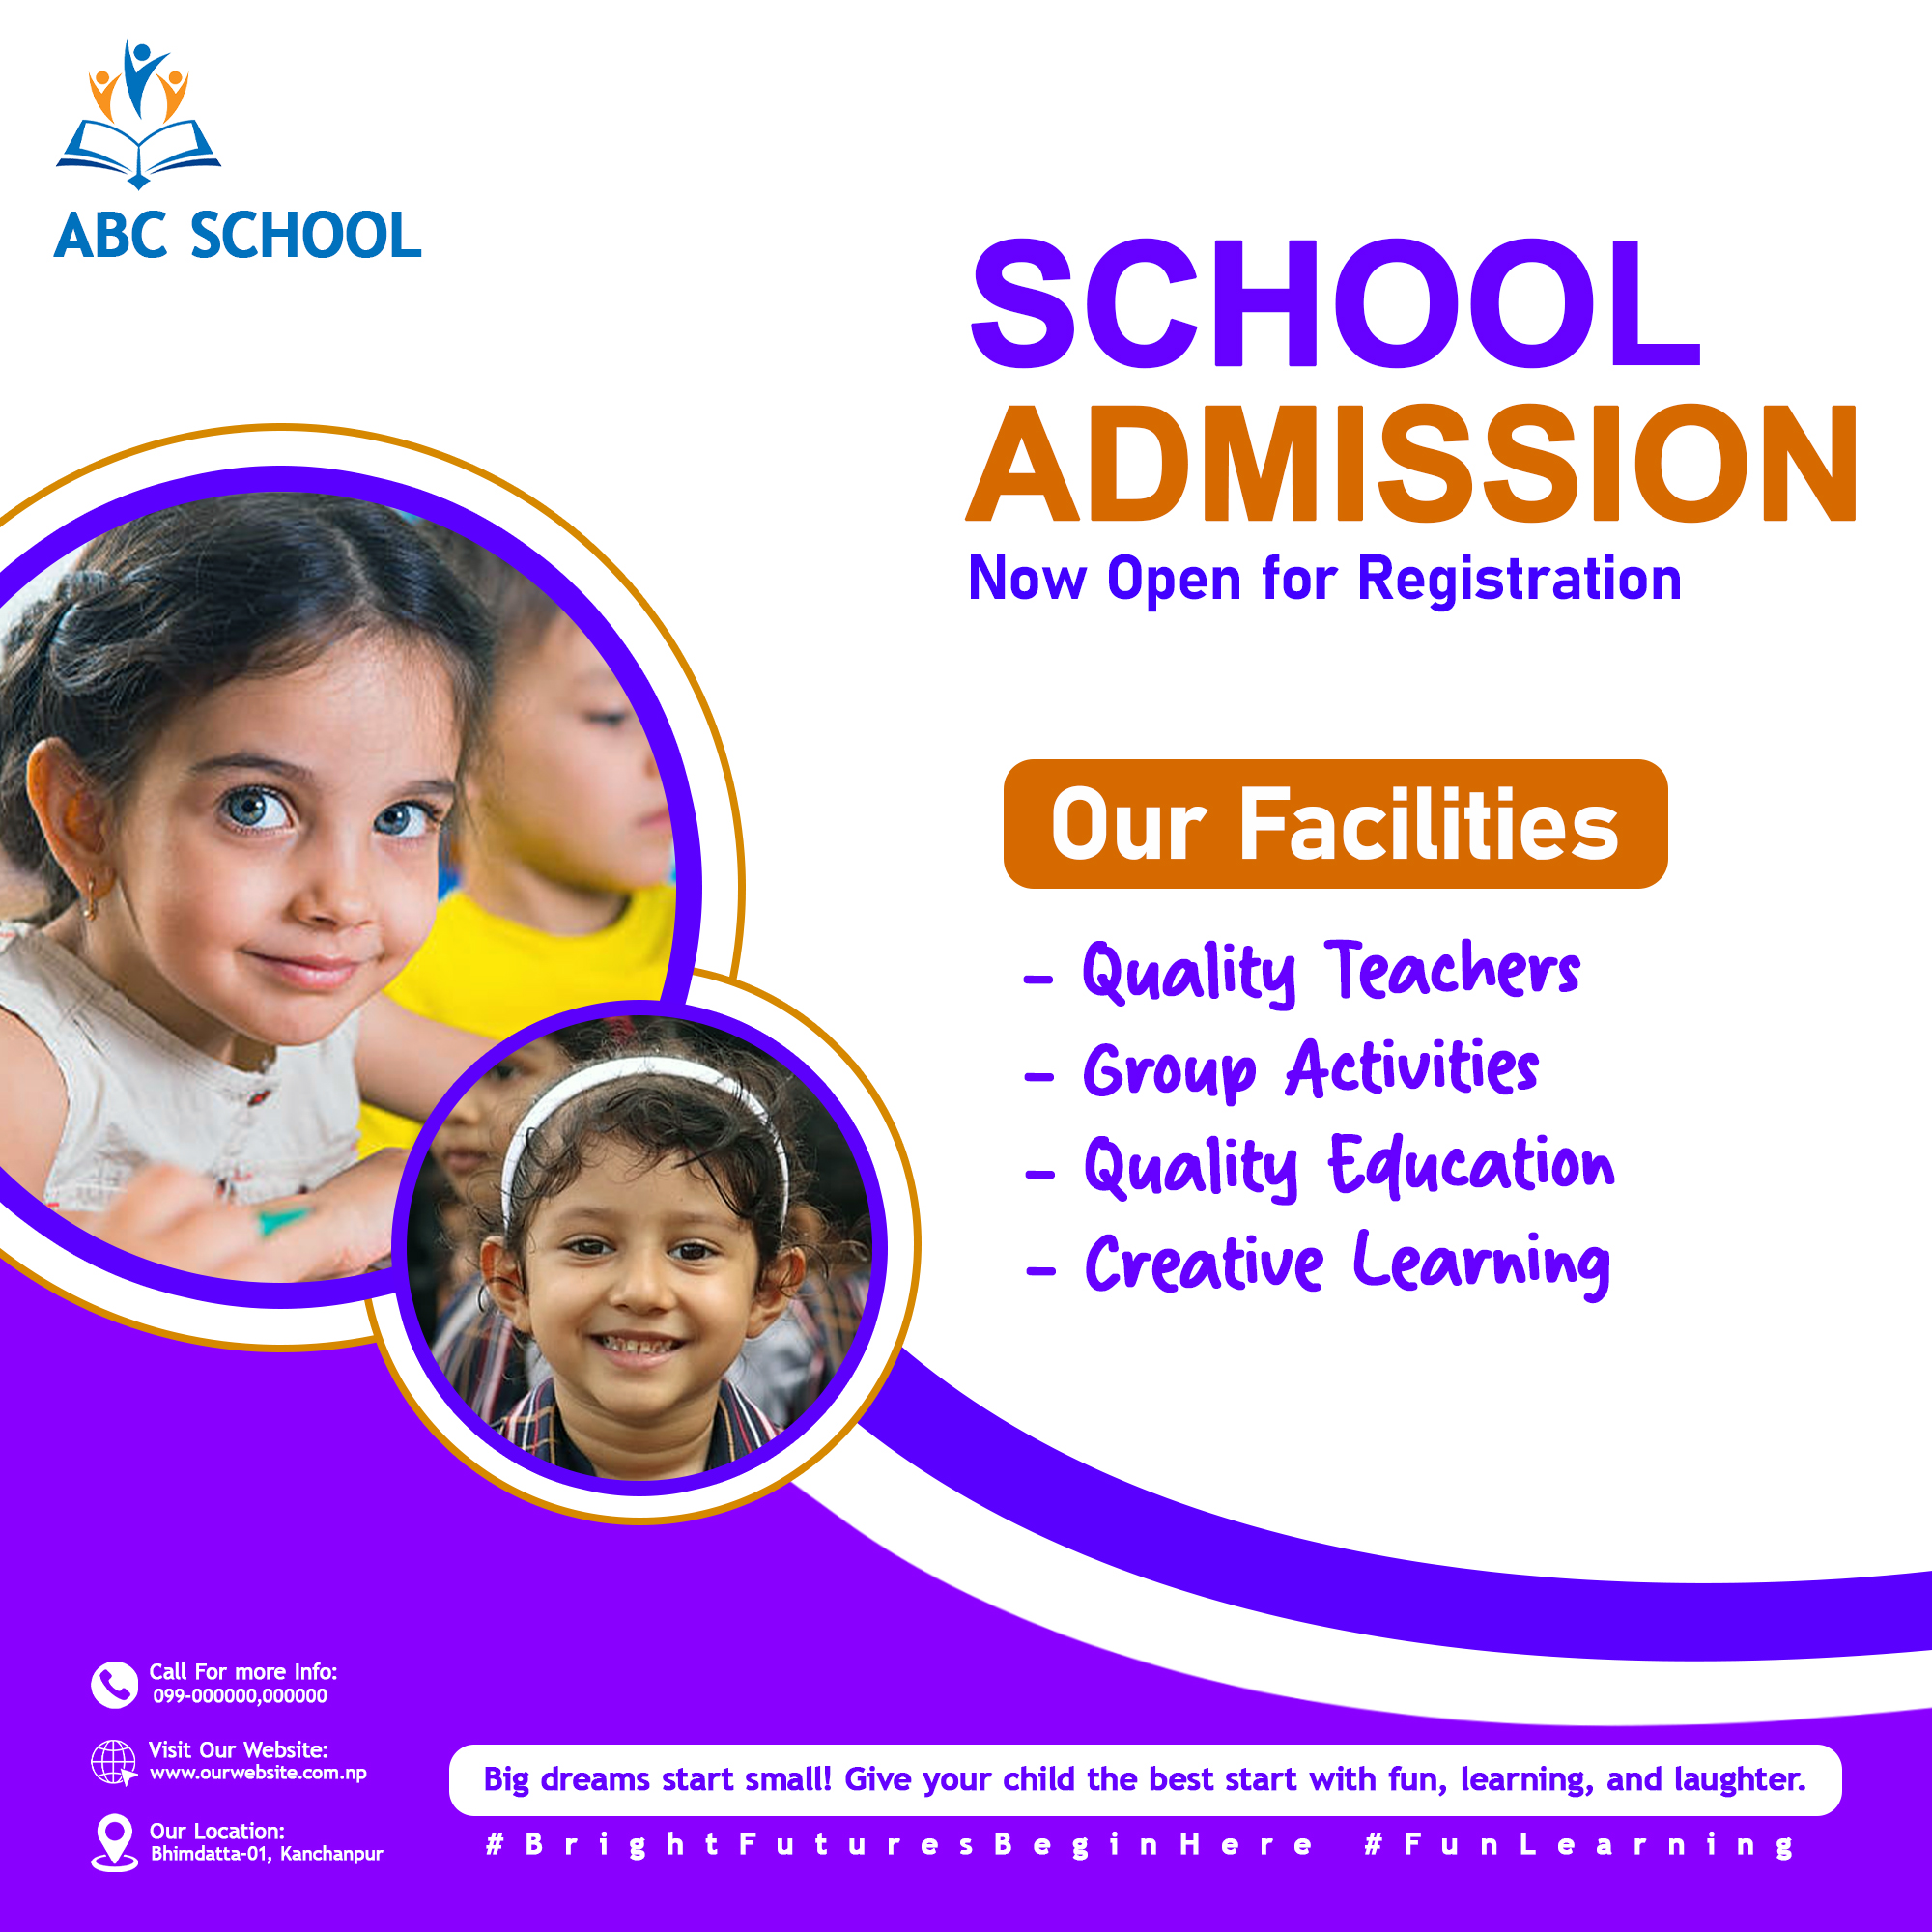 ABC SCHOOL
SCHOOL
ADMISSION
Now Open for Registration
Our Facilities
- Quality Teachers
- Group Activities
- Quality Education
- Creative Learning
Call For more Info:
099-000000,000000
Visit Our Website:
www.ourwebsite.com.np
Our Location:
Bhimdatta-01, Kanchanpur
Big dreams start small! Give your child the best start with fun, learning, and laughter.
#BrightFuturesBeginHere #FunLearning